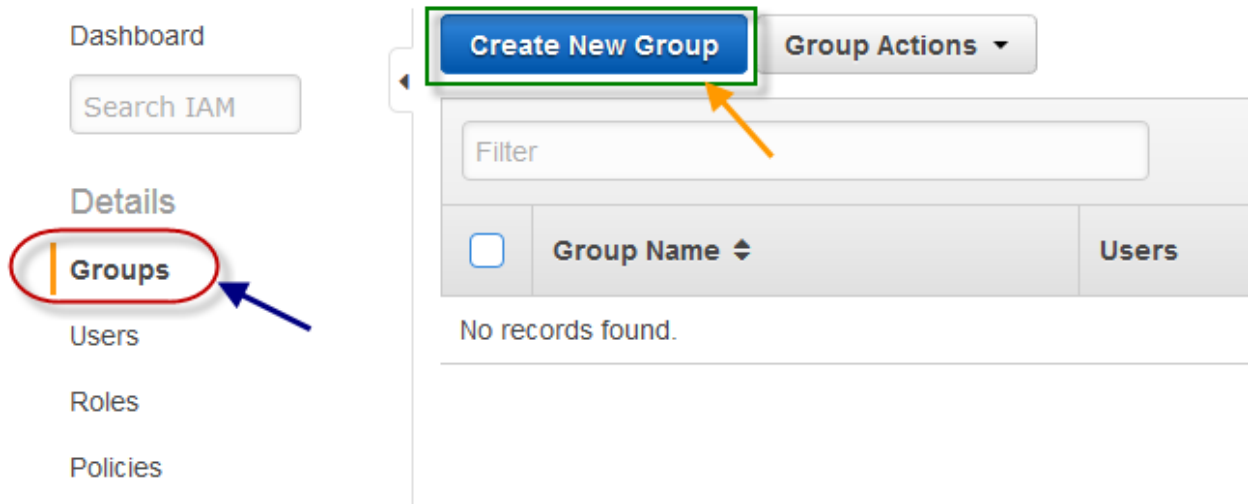 Dashboard
Search IAM
Details
Groups
Users
Roles
Policies
Create New Group
Group Actions
Filter
Group Name
Users
No records found.